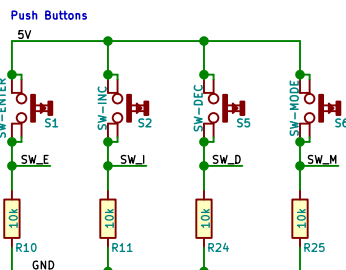 Push Buttons
5V
SW-ENTER
SW-INC
SW-DEC
SW-MODE
S1
S2
S5
S6
SW_E
SW_I
SW_D
SW_M
10k
10k
10k
10k
R10
R11
R24
R25
GND